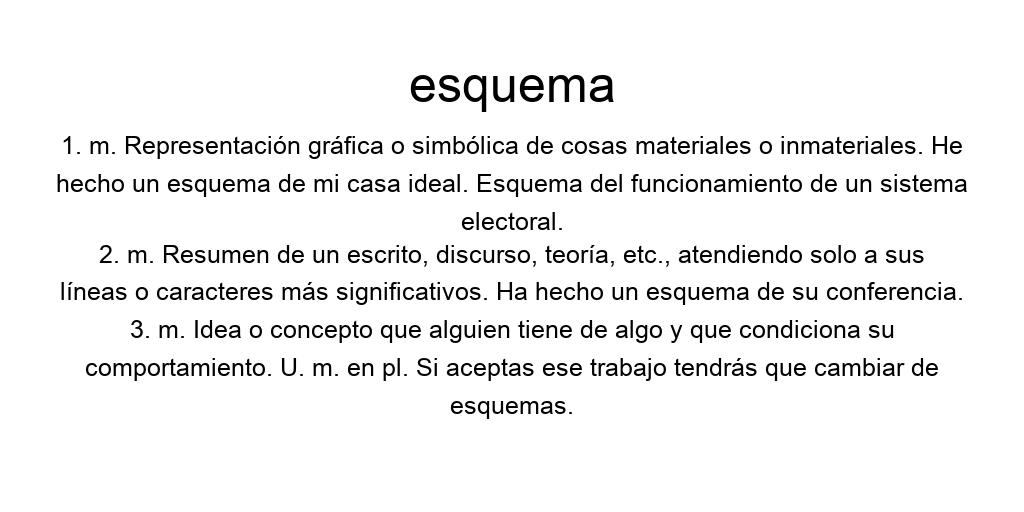 esquema
1. m. Representación gráfica o simbólica de cosas materiales o inmateriales. He
hecho un esquema de mi casa ideal. Esquema del funcionamiento de un sistema
electoral.
2. m. Resumen de un escrito, discurso, teoría, etc., atendiendo solo a sus
líneas o caracteres más significativos. Ha hecho un esquema de su conferencia.
3. m. Idea o concepto que alguien tiene de algo y que condiciona su
comportamiento. U. m. en pl. Si aceptas ese trabajo tendrás que cambiar de
esquemas.